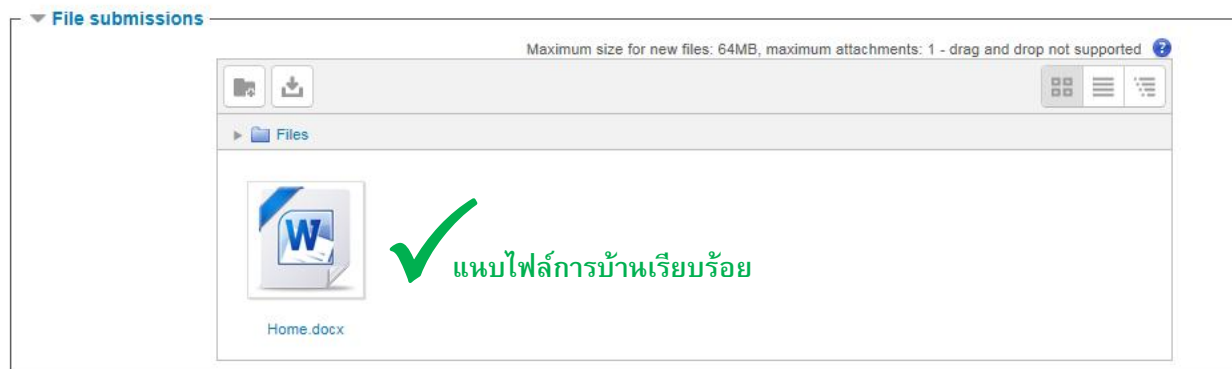 File submissions
Maximum size for new files: 64MB, maximum attachments: 1 - drag and drop not supported ?
Files
W
แนบไฟล์การบ้านเรียบร้อย
Home.docx